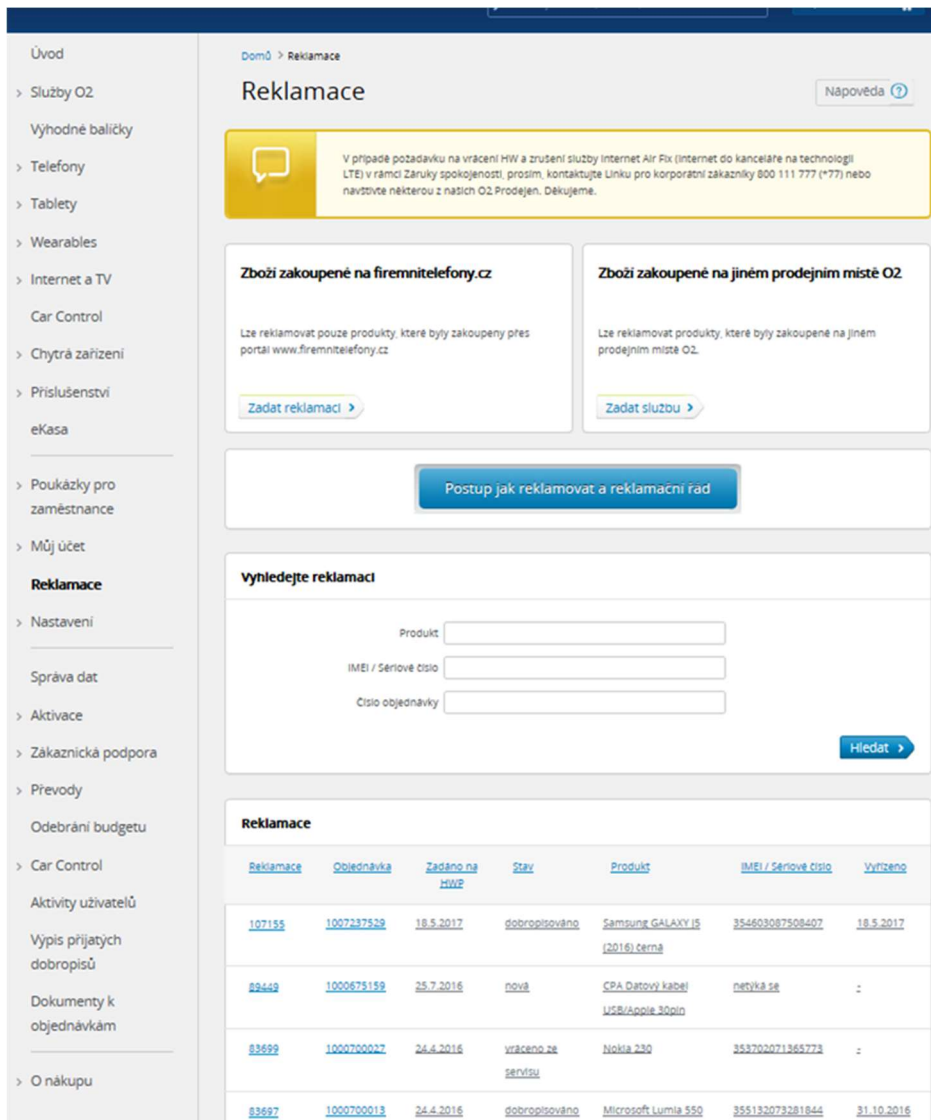 Úvod
Služby O2
Výhodné balíčky
Telefony
Tablety
Wearables
Internet a TV
Car Control
Chytrá zařízení
Příslušenství
eKasa
Poukázky pro
zaměstnance
Můj účet
Reklamace
Nastavení
Správa dat
Aktivace
Zákaznická podpora
Převody
Odebrání budgetu
Car Control
Aktivity uživatelů
Výpis přijatých
dobropisů
Dokumenty k
objednávkám
O nákupu
Domů > Reklamace
Reklamace
Nápověda ?
V případě požadavku na vrácení HW a zrušení služby Internet Air Fix (Internet do kanceláře na technologii
LTE) v rámci Záruky spokojenosti, prosím, kontaktujte Linku pro korporátní zákazníky 800 111 777 (*77) nebo
navštivte některou z našich O2 Prodejen. Děkujeme.
Zboží zakoupené na firemnitelefony.cz
Lze reklamovat pouze produkty, které byly zakoupeny přes
portál www.firemnitelefony.cz
Zadat reklamaci >
Zboží zakoupené na jiném prodejním místě O2
Lze reklamovat produkty, které byly zakoupené na jiném
prodejním místě O2.
Zadat službu >
Postup jak reklamovat a reklamační řád
Vyhledejte reklamaci
Produkt
IMEI / Sériové číslo
Číslo objednávky
Hledat >
Reklamace
Reklamace Objednávka Zadáno na HWP Stav Produkt IMEI / Sériové číslo Vyřízeno
107155 1007237529 18.5.2017 dobropisováno Samsung GALAXY J5 354603087508407 18.5.2017
(2016) černá
89449 1000675159 25.7.2016 nová CPA Datový kabel netýká se -
USB/Apple 30pin
83699 1000700027 24.4.2016 vráceno ze Nokia 230 353702071365773 -
servisu
83697 1000700013 24.4.2016 dobropisováno Microsoft Lumia 550 355132073281844 31.10.2016